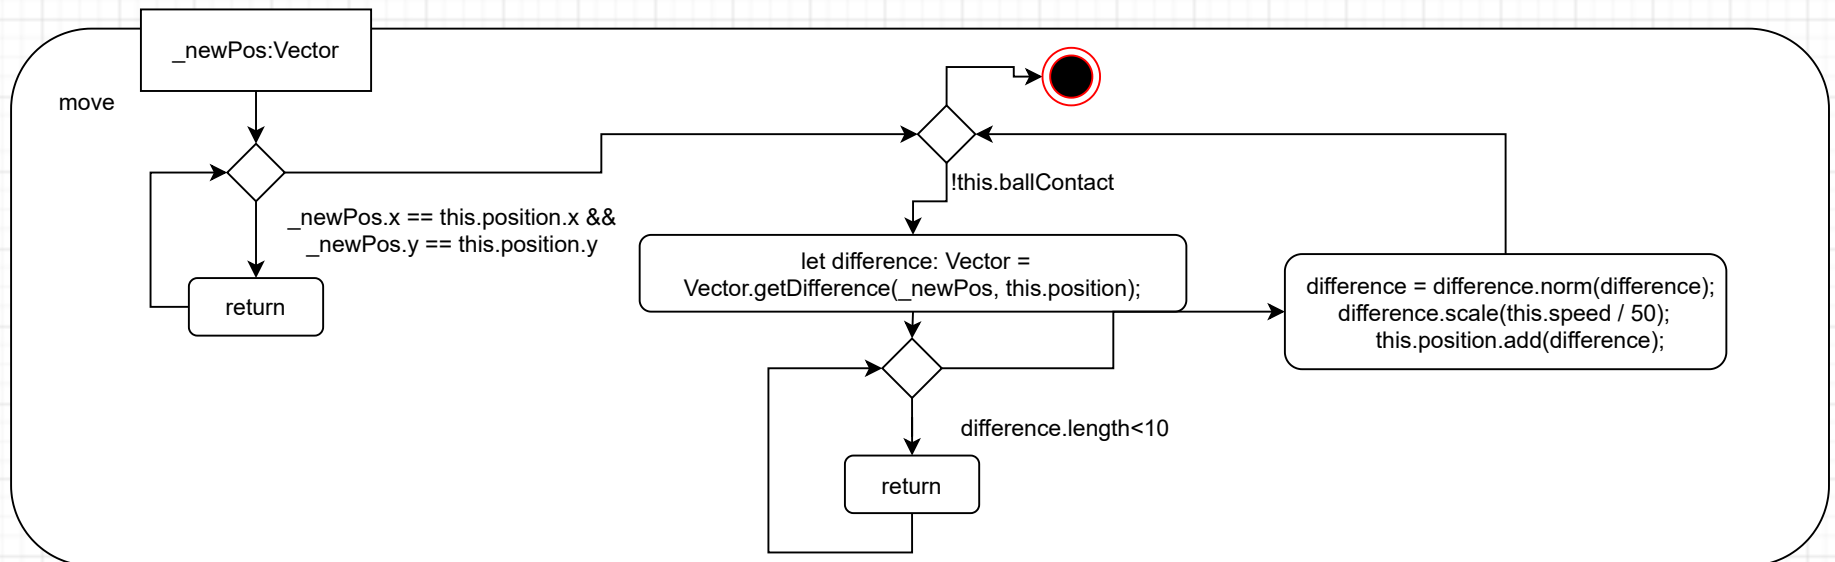 _newPos:Vector
move
_newPos.x == this.position.x &&
_newPos.y == this.position.y
return
!this.ballContact
let difference: Vector =
Vector.getDifference(_newPos, this.position);
difference.length<10
return
difference = difference.norm(difference);
difference.scale(this.speed / 50);
this.position.add(difference);